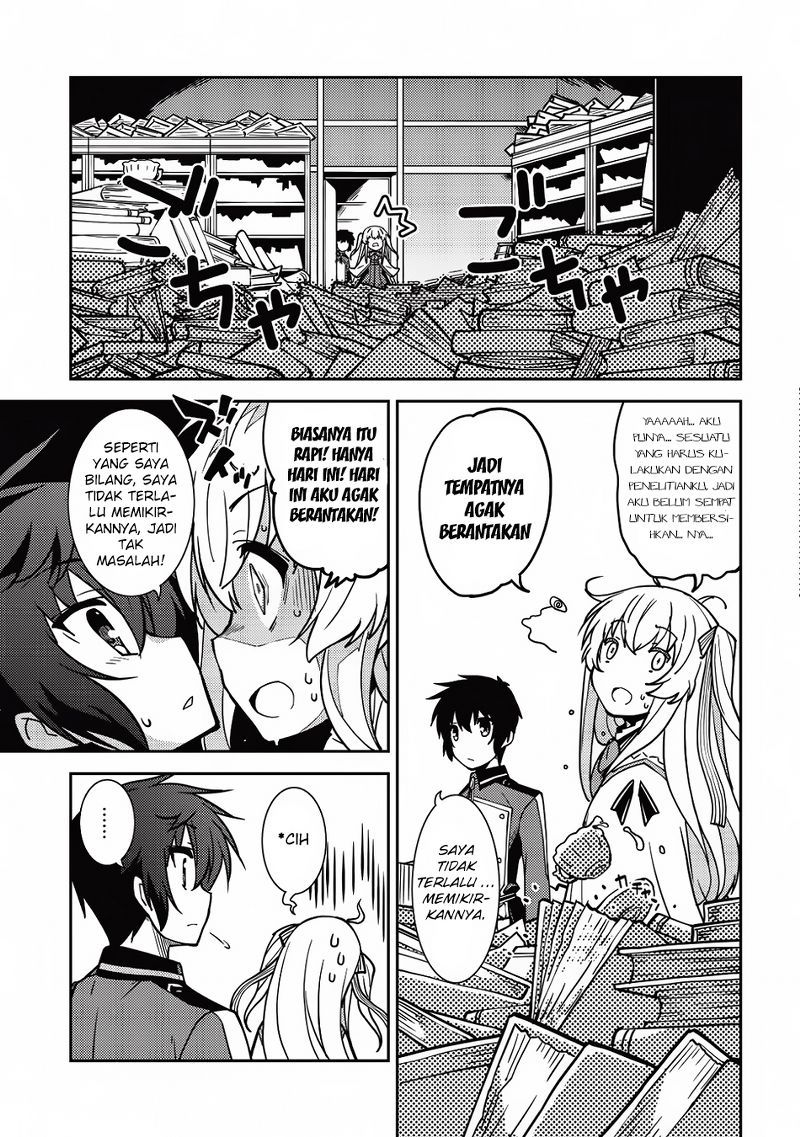 ごちゃ
ごちゃ
YAAAAAH... AKU
PUNYA... SESUATU
YANG HARUS KU-
LAKUKAN DENGAN
PENELITIANKU. JADI
AKU BELUM SEMPAT
UNTUK MEMBERSI-
HKAN.. NYA...
JADI
TEMPATNYA
AGAK
BERANTAKAN
SAYA
TIDAK
TERLALU ...
MEMIKIR-
KANNYA.
ガチャ
BIASANYA ITU
RAPI! HANYA
HARI INI! HARI
INI AKU AGAK
BERANTAKAN!
SEPERTI
YANG SAYA
BILANG, SAYA
TIDAK TERLA-
LU MEMIKIR-
KANNYA, JADI
TAK
MASALAH!
*CIH
........